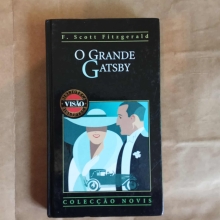 F. Scott Fitzgerald
O GRANDE
GATSBY
VISÃO
COLECÇÃO NOVIS